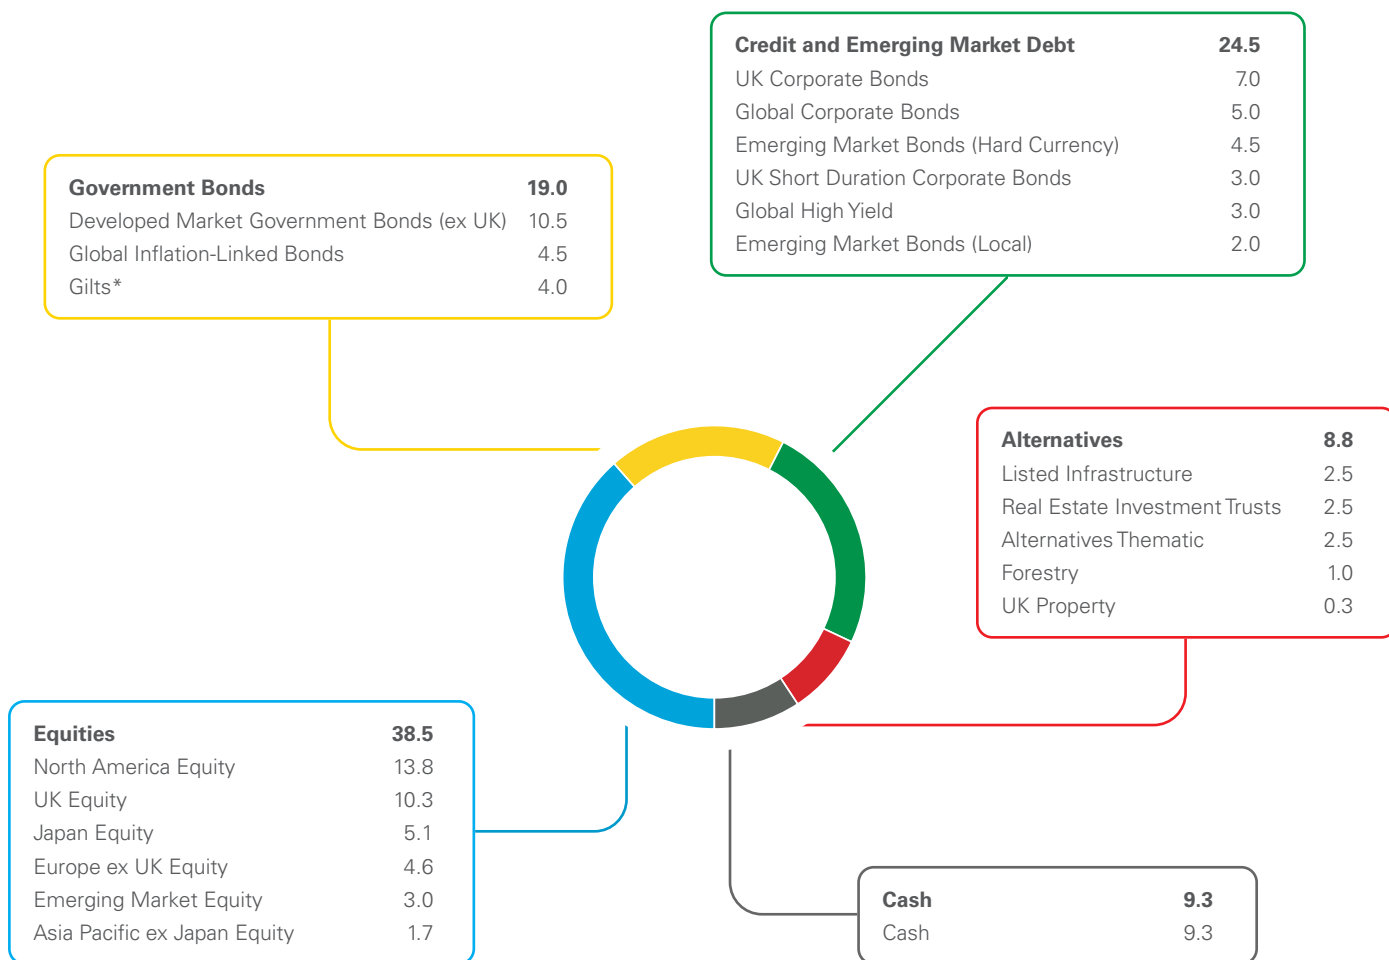 Credit and Emerging Market Debt 24.5
UK Corporate Bonds 7.0
Global Corporate Bonds 5.0
Emerging Market Bonds (Hard Currency) 4.5
UK Short Duration Corporate Bonds 3.0
Global High Yield 3.0
Emerging Market Bonds (Local) 2.0
Government Bonds 19.0
Developed Market Government Bonds (ex UK) 10.5
Global Inflation-Linked Bonds 4.5
Gilts* 4.0
Alternatives 8.8
Listed Infrastructure 2.5
Real Estate Investment Trusts 2.5
Alternatives Thematic 2.5
Forestry 1.0
UK Property 0.3
Equities 38.5
North America Equity 13.8
UK Equity 10.3
Japan Equity 5.1
Europe ex UK Equity 4.6
Emerging Market Equity 3.0
Asia Pacific ex Japan Equity 1.7
Cash 9.3
Cash 9.3